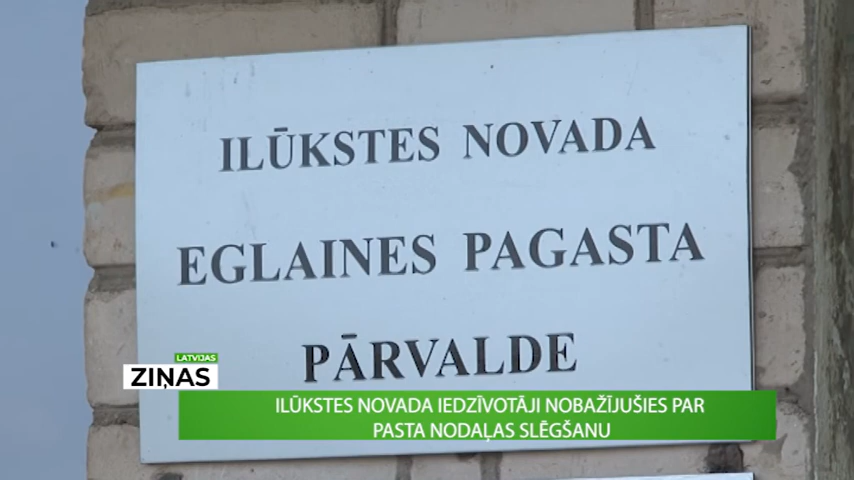 ILŪKSTES NOVADA
EGLAINES PAGASTA
PĀRVALDE
LATVIJAS
ZIŅAS
ILŪKSTES NOVADA IEDZĪVOTĀJI NOBAŽĪJUŠIES PAR
PASTA NODAĻAS SLĒGŠANU